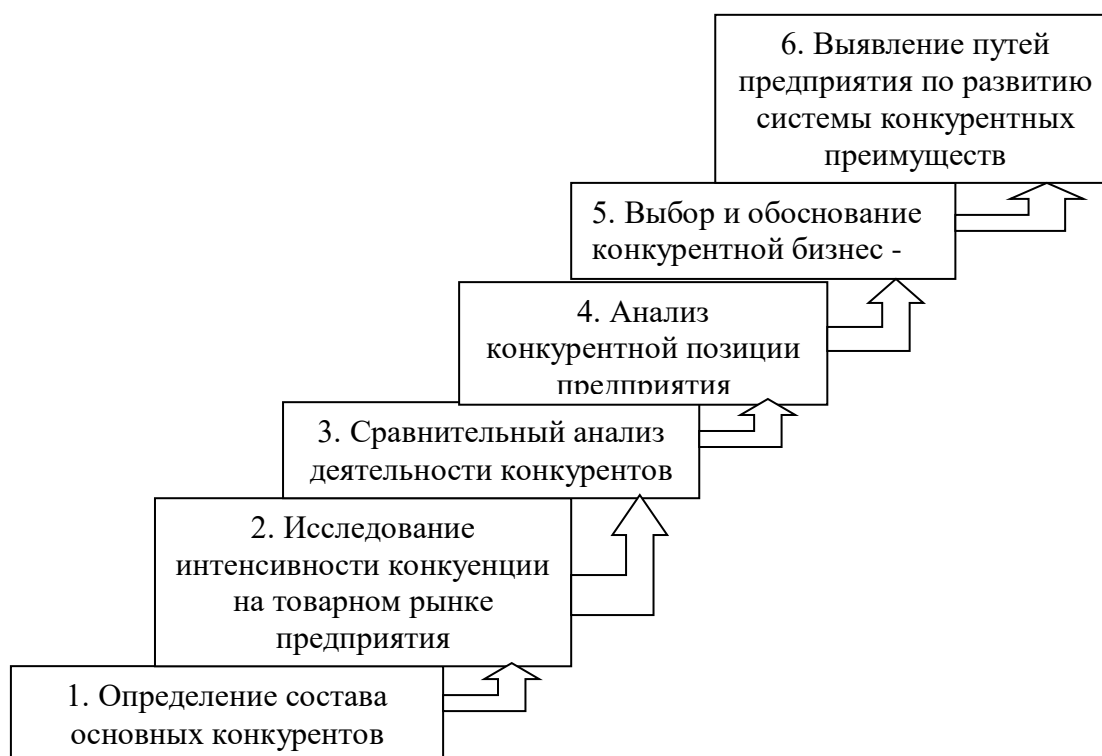 6. Выявление путей
предприятия по развитию
системы конкурентных
преимуществ
5. Выбор и обоснование
конкурентной бизнес -
4. Анализ
конкурентной позиции
предприятия
3. Сравнительный анализ
деятельности конкурентов
2. Исследование
интенсивности конкуенции
на товарном рынке
предприятия
1. Определение состава
основных конкурентов